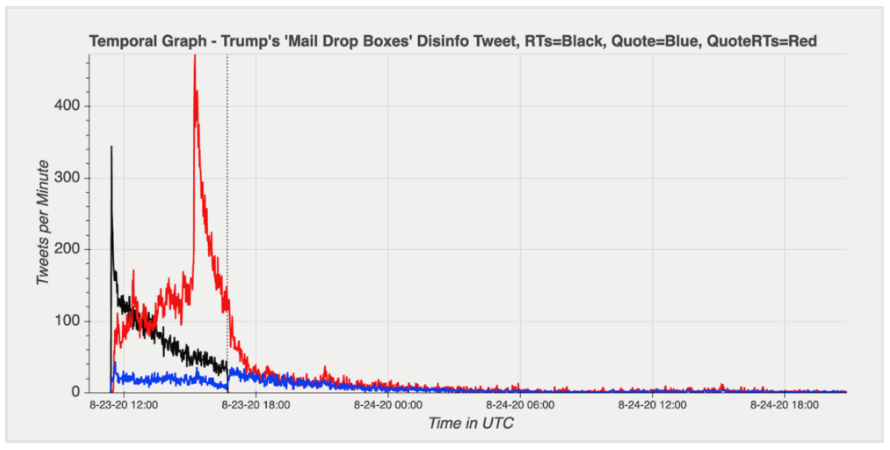 Temporal Graph - Trump's 'Mail Drop Boxes' Disinfo Tweet, RTs=Black, Quote=Blue, QuoteRTs=Red
Tweets per Minute
400
300
200
100
0
8-23-20 12:00 8-23-20 18:00 8-24-20 00:00 8-24-20 06:00 8-24-20 12:00 8-24-20 18:00
Time in UTC